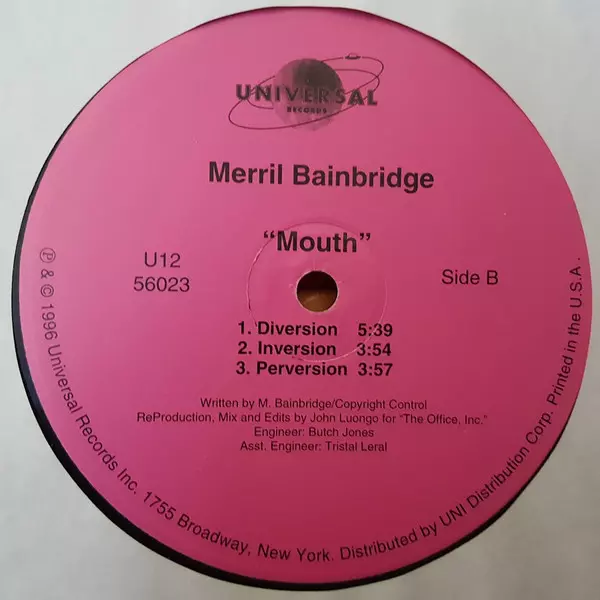 UNIVERSAL
RECORDS
Merril Bainbridge
“Mouth”
U12
56023
Side B
1. Diversion 5:39
2. Inversion 3:54
3. Perversion 3:57
Written by M. Bainbridge/Copyright Control
ReProduction, Mix and Edits by John Luongo for "The Office, Inc."
Engineer: Butch Jones
Asst. Engineer: Tristal Leral
℗ & © 1996 Universal Records Inc. 1755 Broadway, New York. Distributed by UNI Distribution Corp. Printed in the U.S.A.